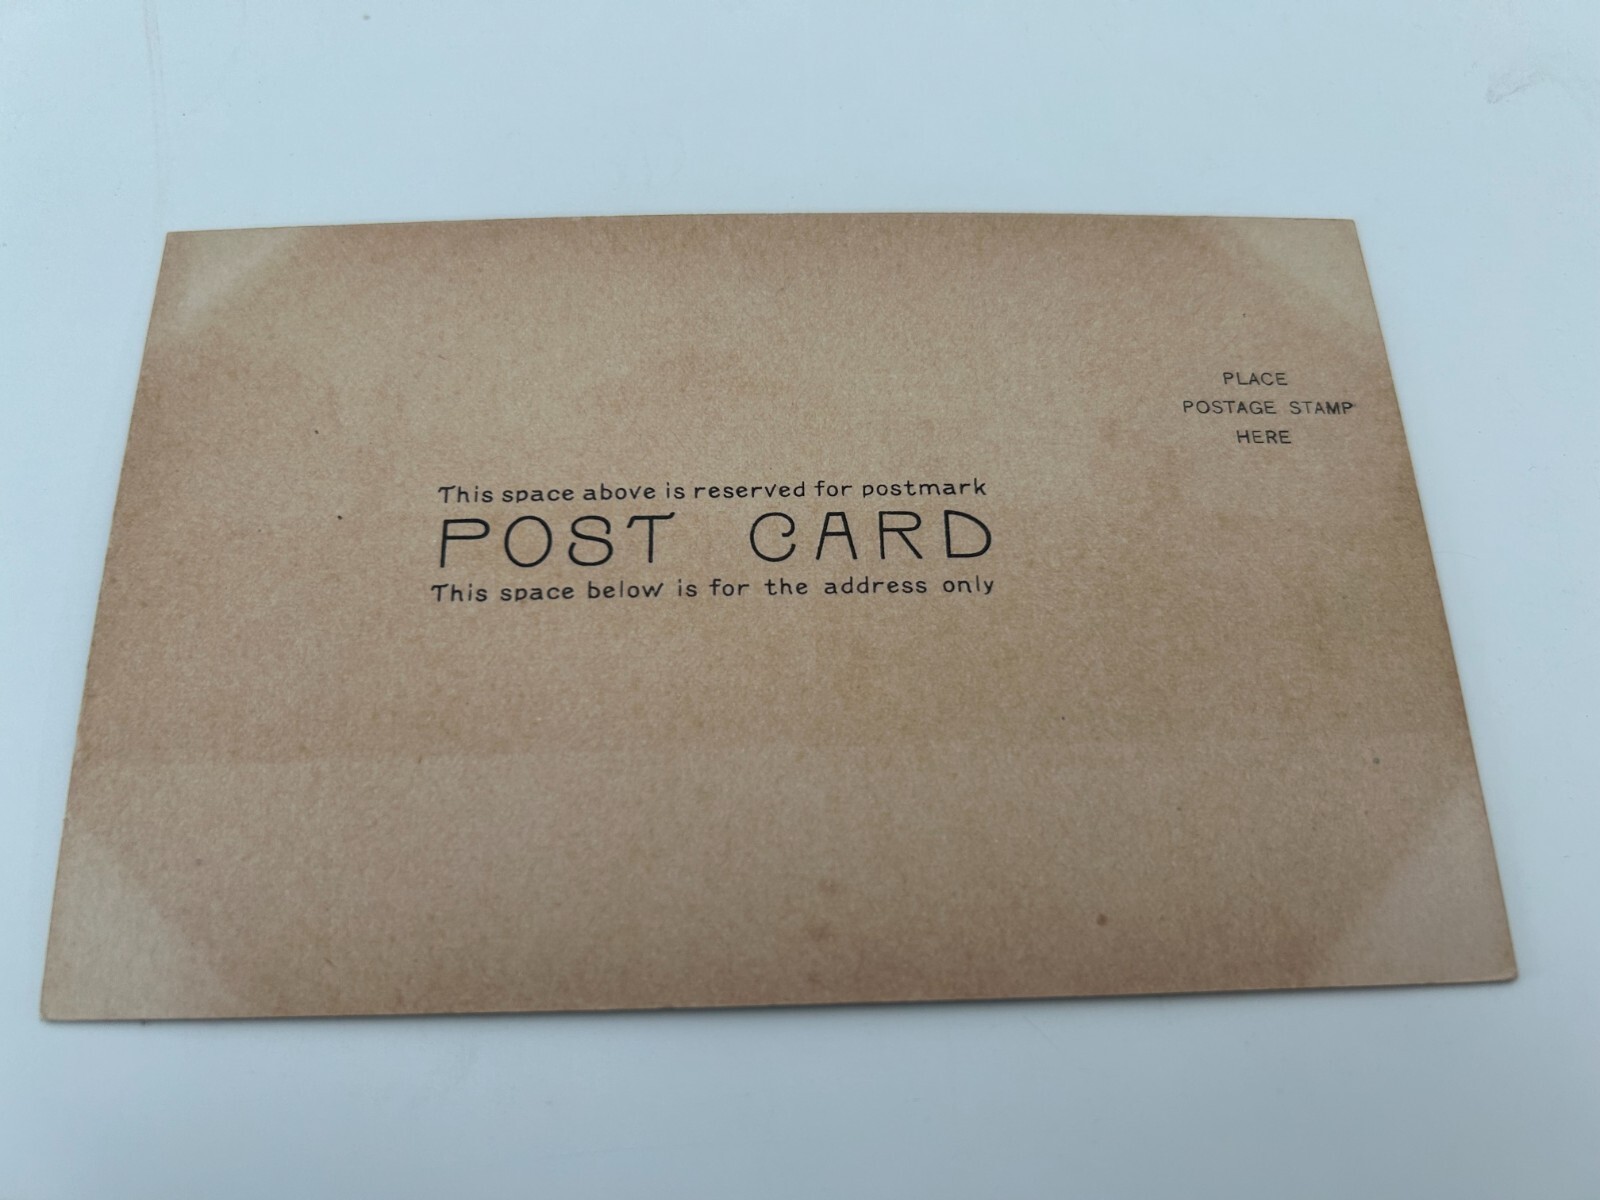 PLACE
POSTAGE STAMP
HERE
This space above is reserved for postmark
POST CARD
This space below is for the address only